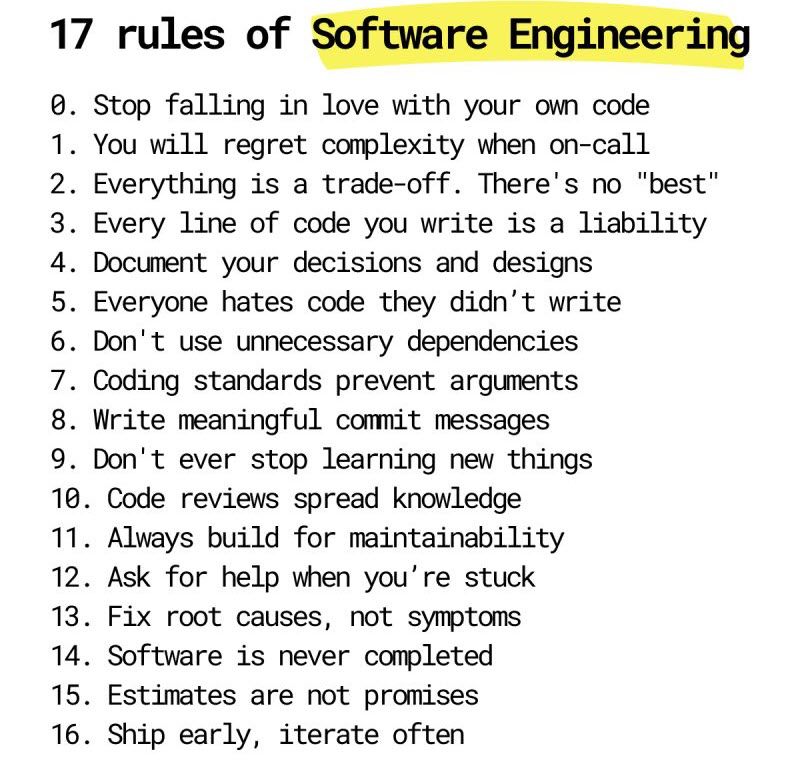 17 rules of Software Engineering
0. Stop falling in love with your own code
1. You will regret complexity when on-call
2. Everything is a trade-off. There's no "best"
3. Every line of code you write is a liability
4. Document your decisions and designs
5. Everyone hates code they didn’t write
6. Don't use unnecessary dependencies
7. Coding standards prevent arguments
8. Write meaningful commit messages
9. Don't ever stop learning new things
10. Code reviews spread knowledge
11. Always build for maintainability
12. Ask for help when you’re stuck
13. Fix root causes, not symptoms
14. Software is never completed
15. Estimates are not promises
16. Ship early, iterate often